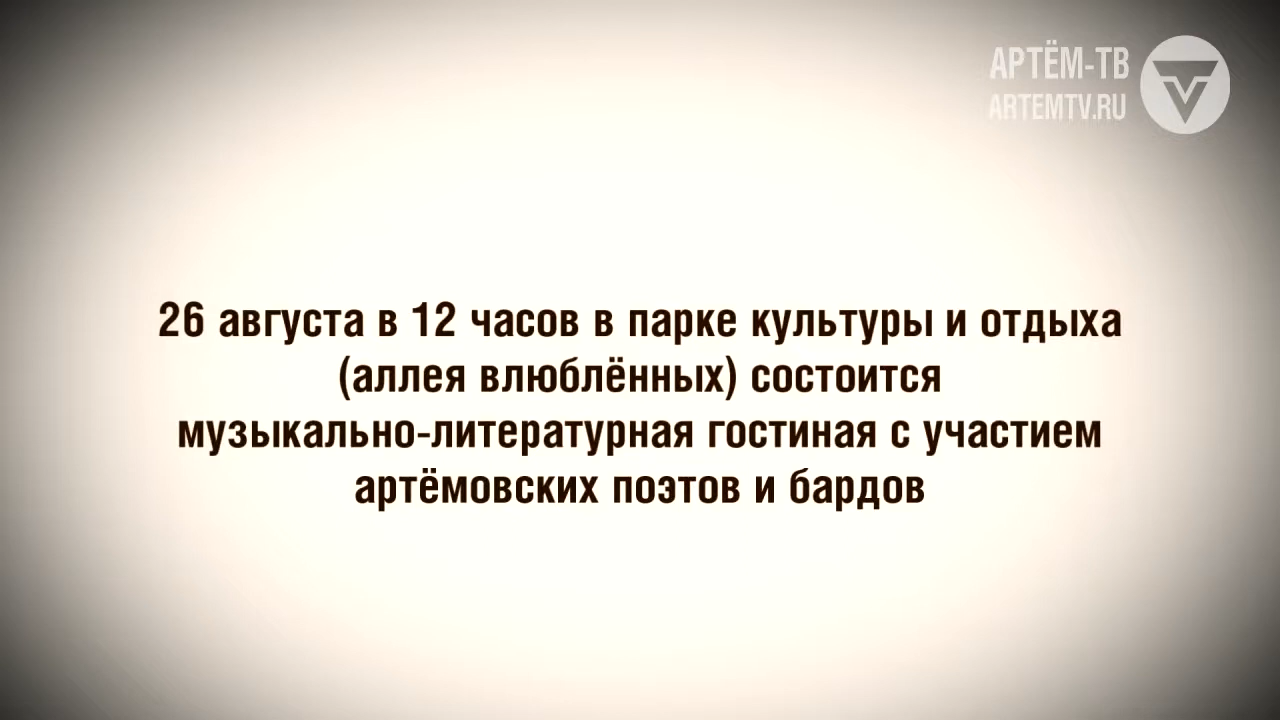 АРТЁМ-ТВ
ARTEMTV.RU
26 августа в 12 часов в парке культуры и отдыха
(аллея влюблённых) состоится
музыкально-литературная гостиная с участием
артёмовских поэтов и бардов